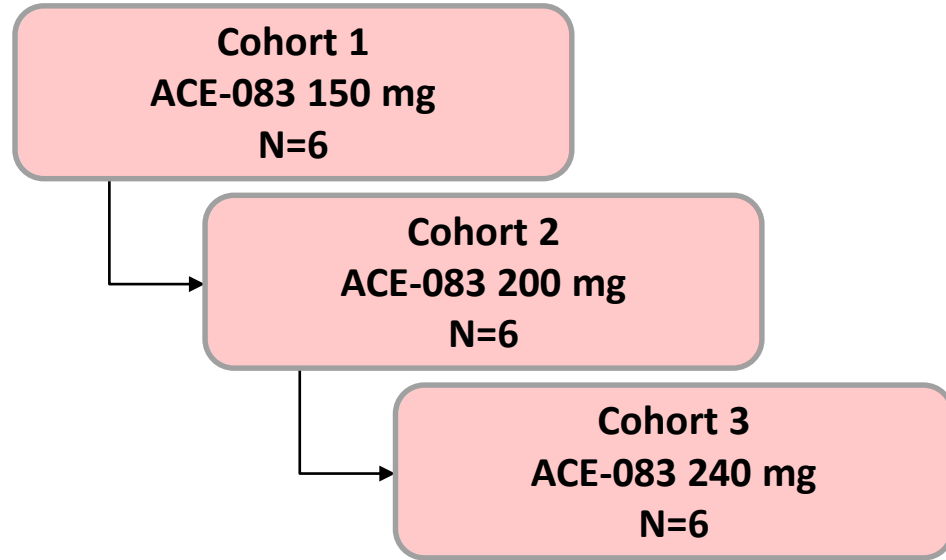 Cohort 1
ACE-083 150 mg
N=6
Cohort 2
ACE-083 200 mg
N=6
Cohort 3
ACE-083 240 mg
N=6